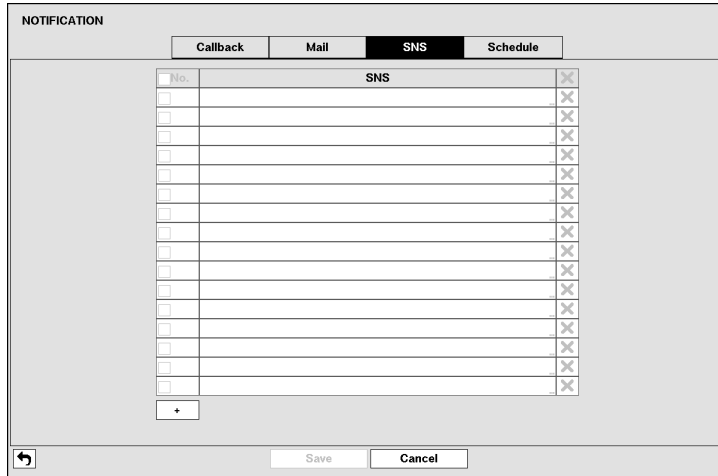 NOTIFICATION
Callback Mail SNS Schedule
No. SNS
+
Save Cancel